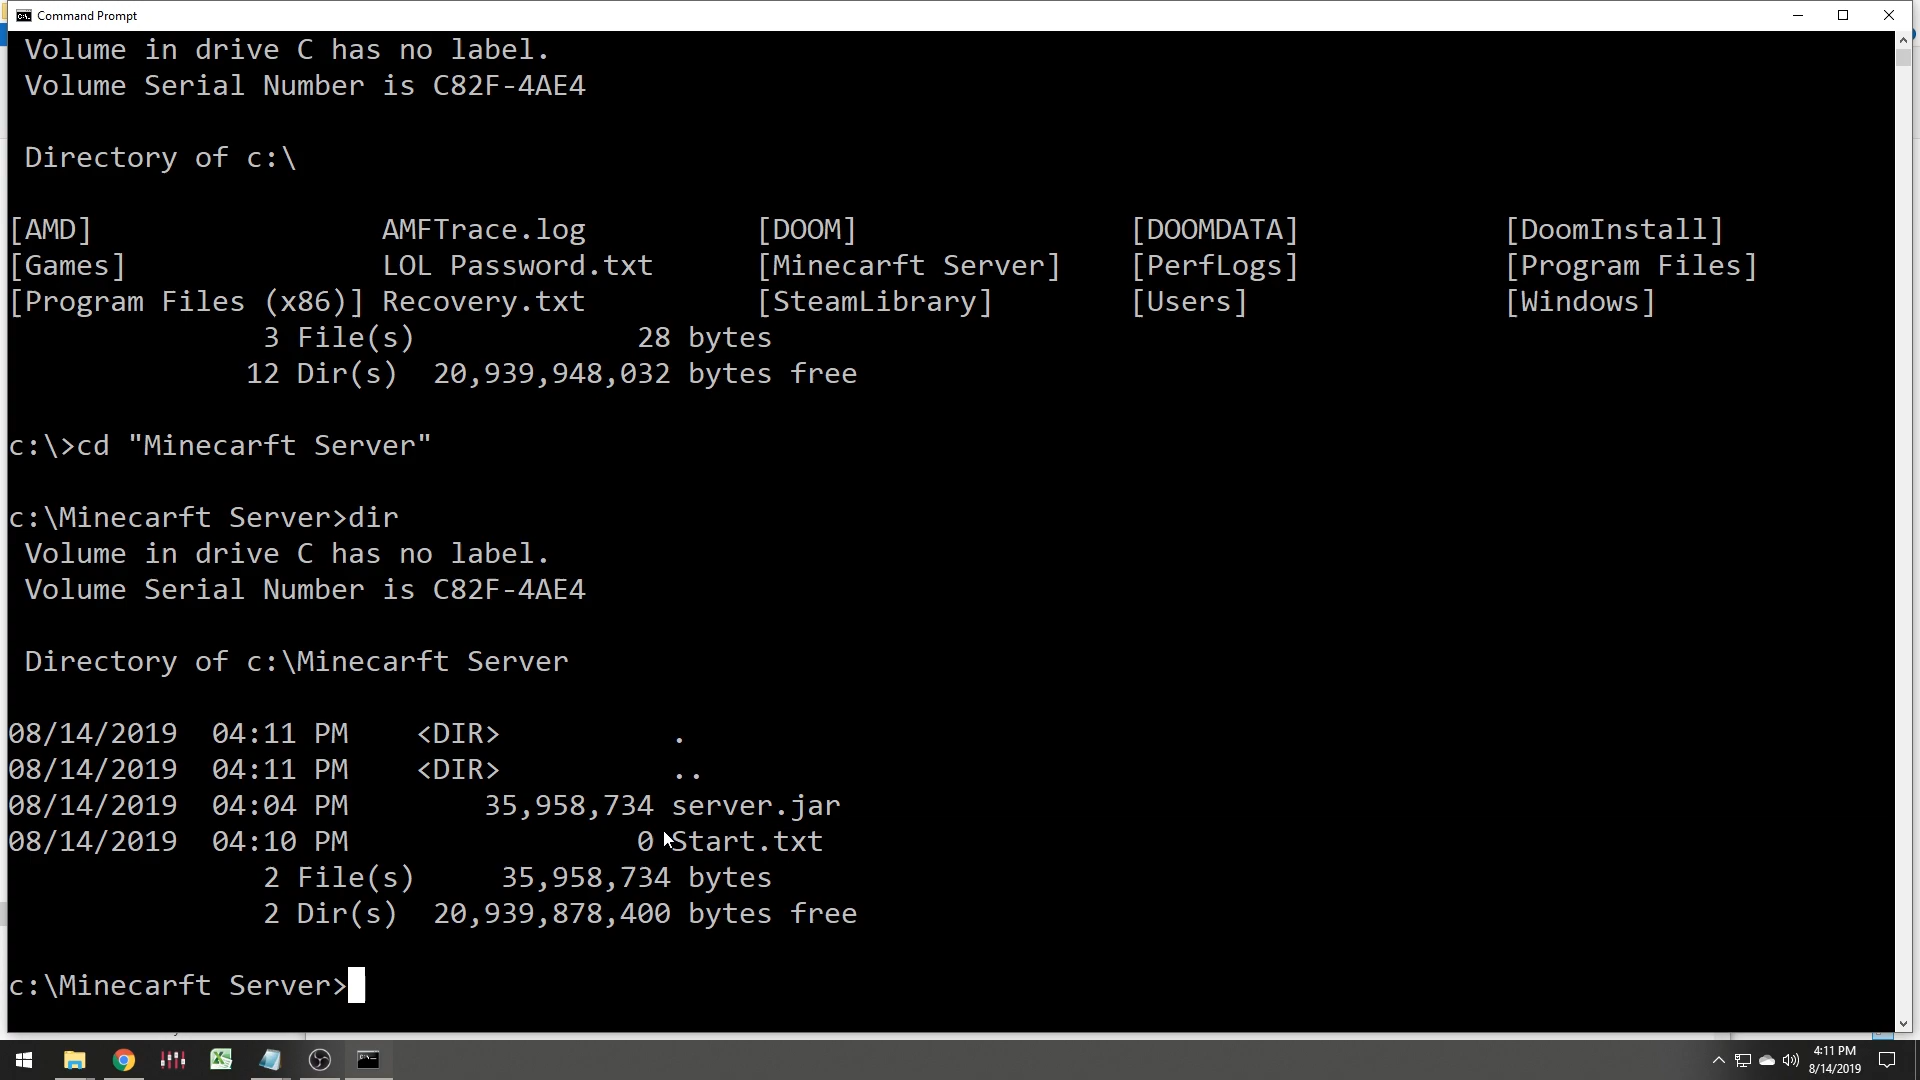 Command Prompt
Volume in drive C has no label.
Volume Serial Number is C82F-4AE4
Directory of c:\
[AMD] AMFTrace.log [DOOM] [DOOMDATA] [DoomInstall]
[Games] LOL Password.txt [Minecarft Server] [PerfLogs] [Program Files]
[Program Files (x86)] Recovery.txt [SteamLibrary] [Users] [Windows]
3 File(s) 28 bytes
12 Dir(s) 20,939,948,032 bytes free
c:\>cd "Minecarft Server"
c:\Minecarft Server>dir
Volume in drive C has no label.
Volume Serial Number is C82F-4AE4
Directory of c:\Minecarft Server
08/14/2019 04:11 PM <DIR> .
08/14/2019 04:11 PM <DIR> ..
08/14/2019 04:04 PM 35,958,734 server.jar
08/14/2019 04:10 PM 0 Start.txt
2 File(s) 35,958,734 bytes
2 Dir(s) 20,939,878,400 bytes free
c:\Minecarft Server>
4:11 PM
8/14/2019